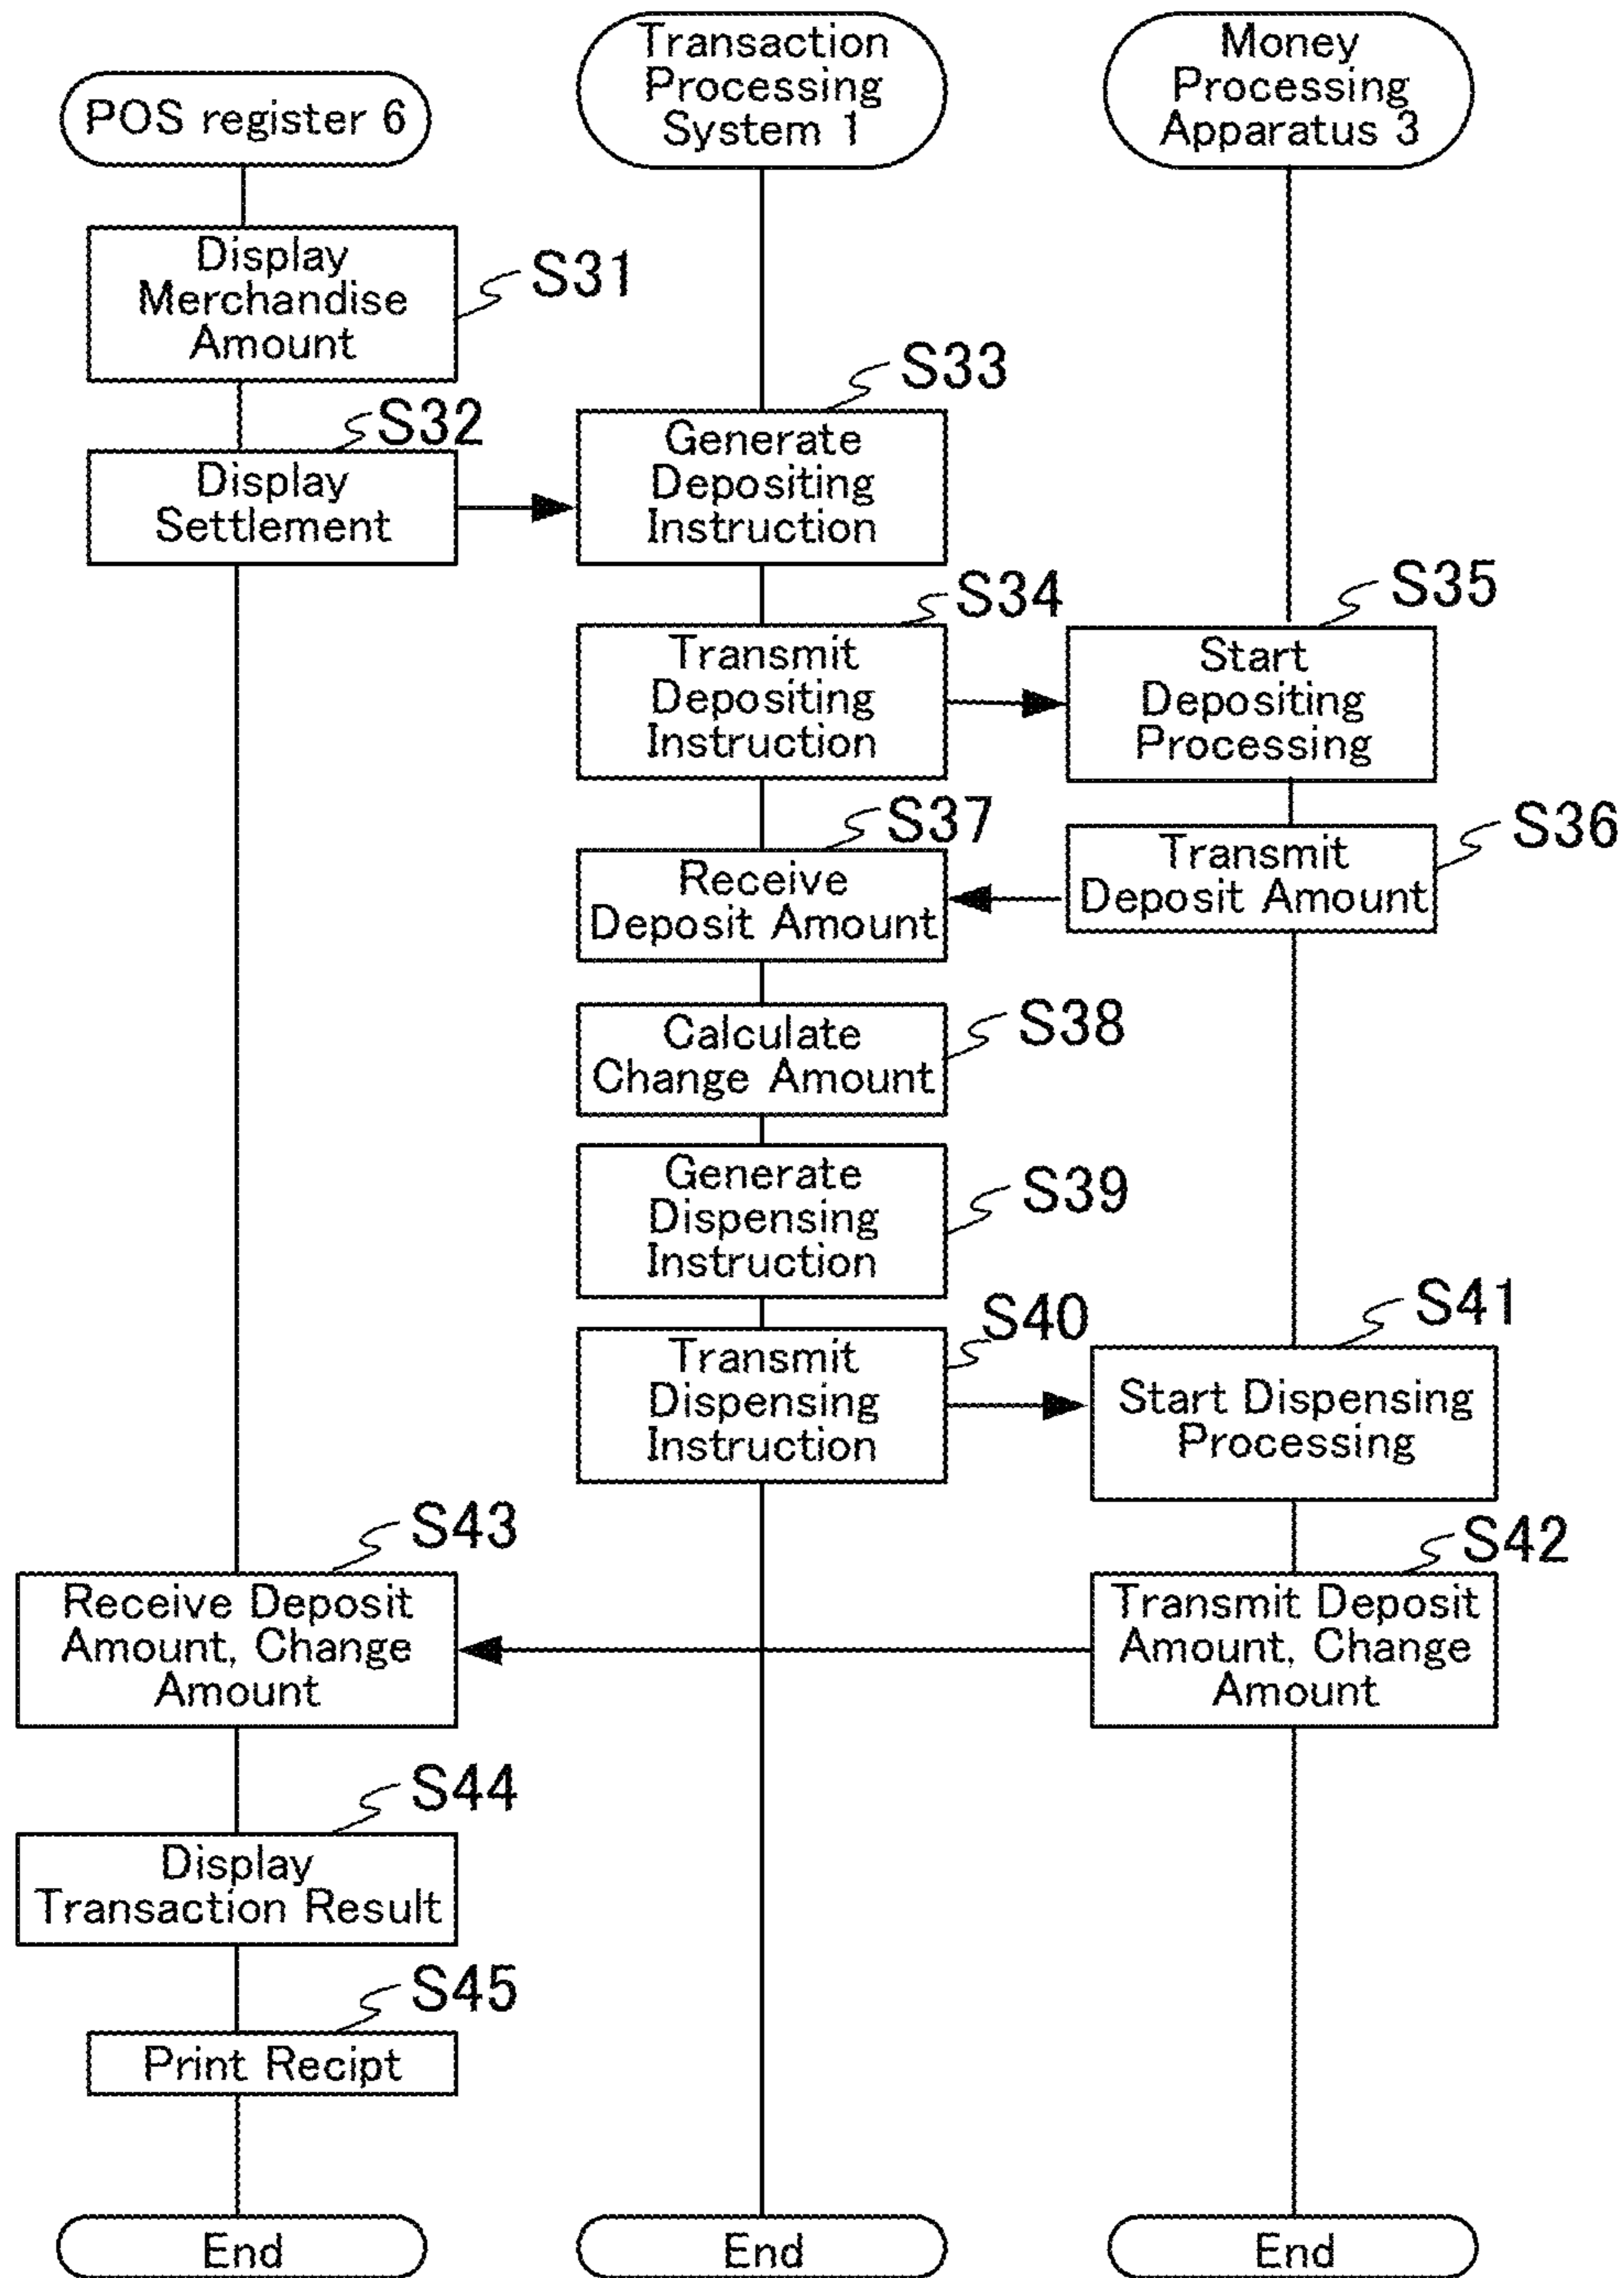 POS register 6
Transaction
Processing
System 1
Money
Processing
Apparatus 3
Display
Merchandise
Amount
S31
Display
Settlement
S32
Generate
Depositing
Instruction
S33
Transmit
Depositing
Instruction
S34
Start
Depositing
Processing
S35
Transmit
Deposit Amount
S36
Receive
Deposit Amount
S37
Calculate
Change Amount
S38
Generate
Dispensing
Instruction
S39
Transmit
Dispensing
Instruction
S40
Start Dispensing
Processing
S41
Transmit Deposit
Amount, Change
Amount
S42
Receive Deposit
Amount, Change
Amount
S43
Display
Transaction Result
S44
Print Recipt
S45
End
End
End